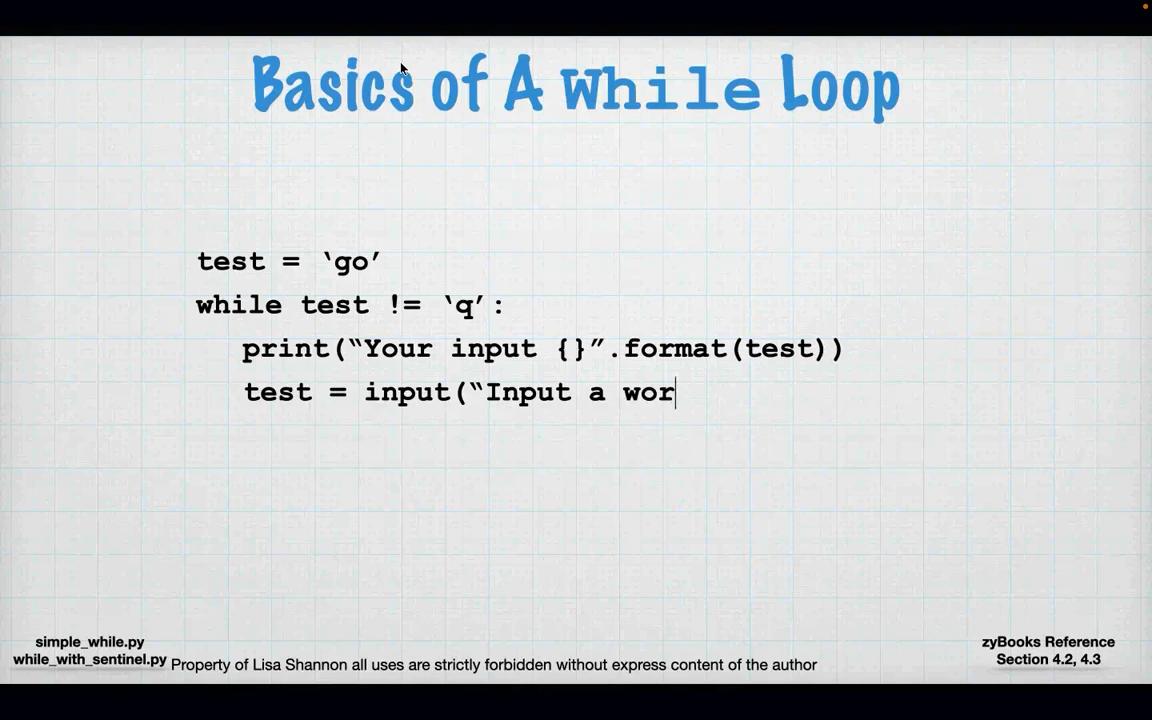 Basics of A While Loop
test = ‘go’
while test != ‘q’:
print(“Your input {}”.format(test))
test = input(“Input a wor
simple_while.py
while_with_sentinel.py
Property of Lisa Shannon all uses are strictly forbidden without express content of the author
zyBooks Reference
Section 4.2, 4.3